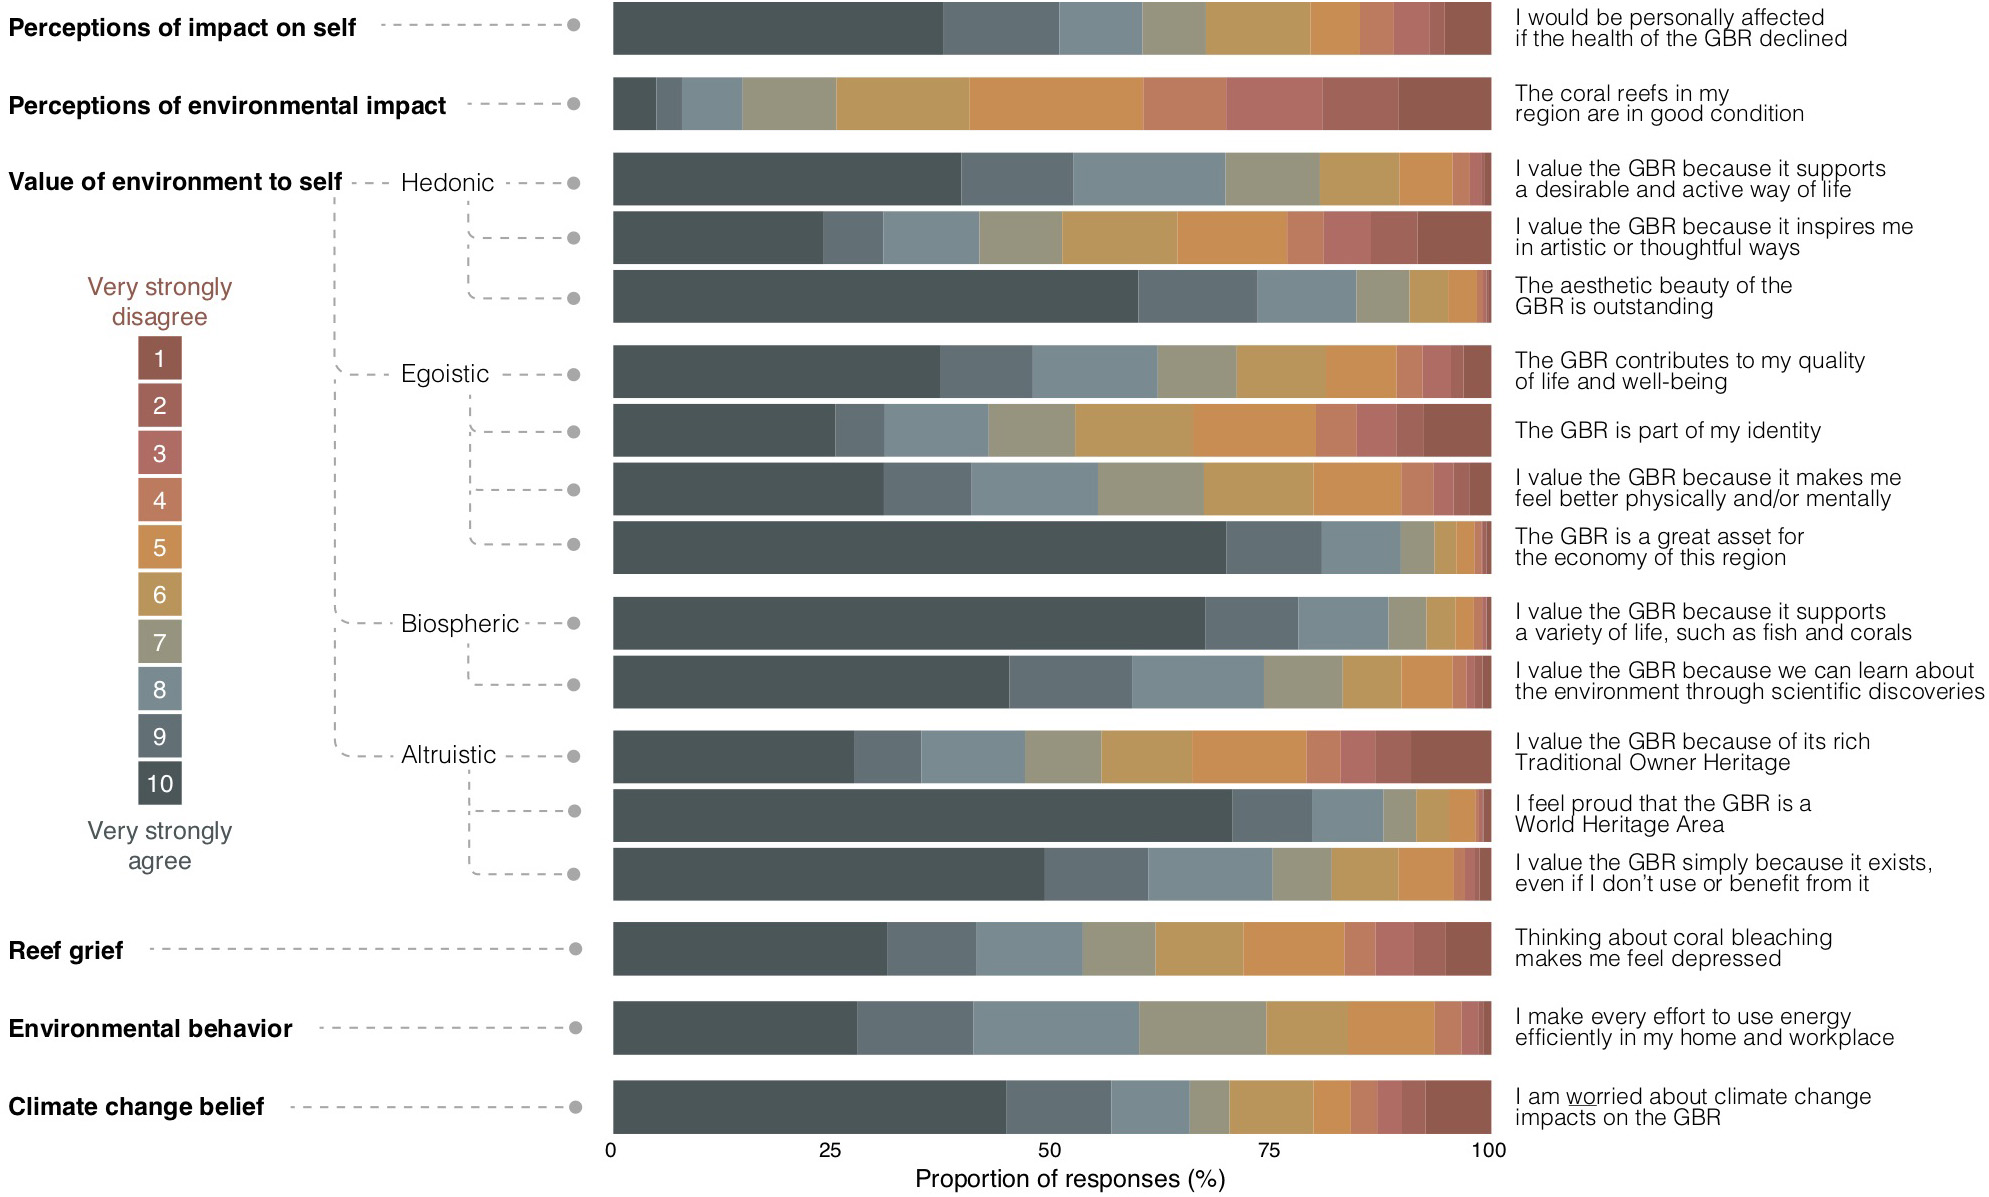 Perceptions of impact on self
I would be personally affected
if the health of the GBR declined
Perceptions of environmental impact
The coral reefs in my
region are in good condition
Value of environment to self
Hedonic
I value the GBR because it supports
a desirable and active way of life
I value the GBR because it inspires me
in artistic or thoughtful ways
The aesthetic beauty of the
GBR is outstanding
Very strongly
disagree
1
2
3
4
5
6
7
8
9
10
Very strongly
agree
Egoistic
The GBR contributes to my quality
of life and well-being
The GBR is part of my identity
I value the GBR because it makes me
feel better physically and/or mentally
The GBR is a great asset for
the economy of this region
Biospheric
I value the GBR because it supports
a variety of life, such as fish and corals
I value the GBR because we can learn about
the environment through scientific discoveries
Altruistic
I value the GBR because of its rich
Traditional Owner Heritage
I feel proud that the GBR is a
World Heritage Area
I value the GBR simply because it exists,
even if I don’t use or benefit from it
Reef grief
Thinking about coral bleaching
makes me feel depressed
Environmental behavior
I make every effort to use energy
efficiently in my home and workplace
Climate change belief
I am worried about climate change
impacts on the GBR
0
25
50
75
100
Proportion of responses (%)